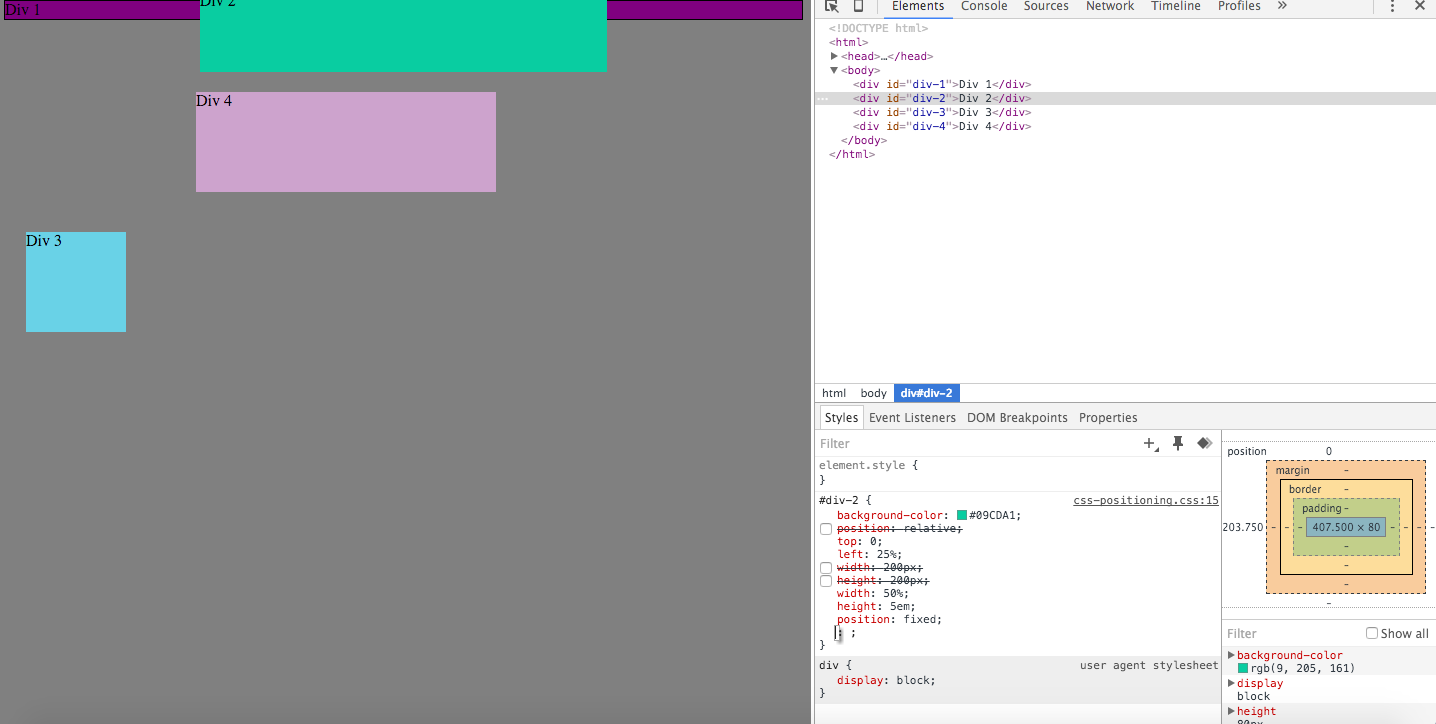 Div 1
Div 2
Div 4
Div 3
Elements Console Sources Network Timeline Profiles »
<!DOCTYPE html>
<html>
▶<head>…</head>
▼<body>
<div id="div-1">Div 1</div>
... <div id="div-2">Div 2</div>
<div id="div-3">Div 3</div>
<div id="div-4">Div 4</div>
</body>
</html>
html body div#div-2
Styles Event Listeners DOM Breakpoints Properties
Filter
element.style {
}
#div-2 { css-positioning.css:15
background-color: #09CDA1;
position: relative;
top: 0;
left: 25%;
width: 200px;
height: 200px;
width: 50%;
height: 5em;
position: fixed;
: ;
}
div { user agent stylesheet
display: block;
}
position 0
margin -
border -
padding -
203.750 - - - 407.500 × 80 - - - -
-
-
-
-
Filter Show all
▶background-color
rgb(9, 205, 161)
▶display
block
▶height
80px